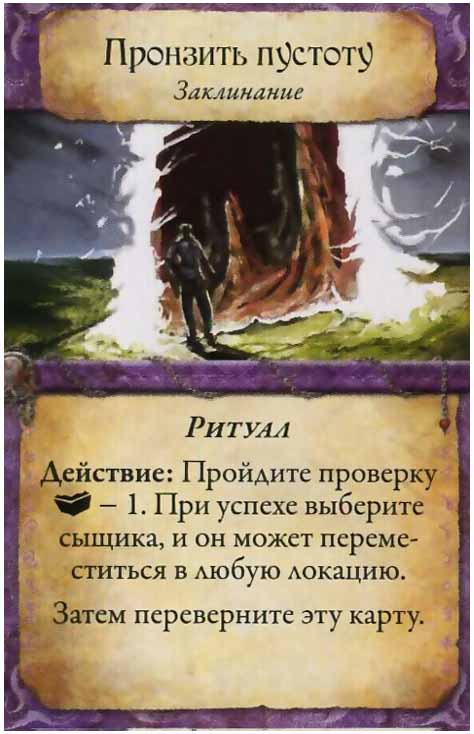 Пронзить пустоту
Заклинание
Ритуал
Действие: Пройдите проверку
– 1. При успехе выберите
сыщика, и он может переме-
ститься в любую локацию.
Затем переверните эту карту.